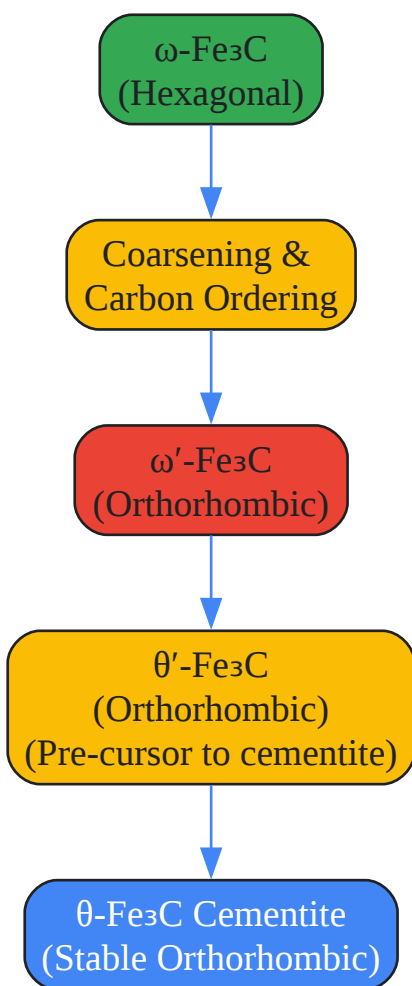 ω-Fe₃C
(Hexagonal)
Coarsening &
Carbon Ordering
ω′-Fe₃C
(Orthorhombic)
θ′-Fe₃C
(Orthorhombic)
(Pre-cursor to cementite)
θ-Fe₃C Cementite
(Stable Orthorhombic)